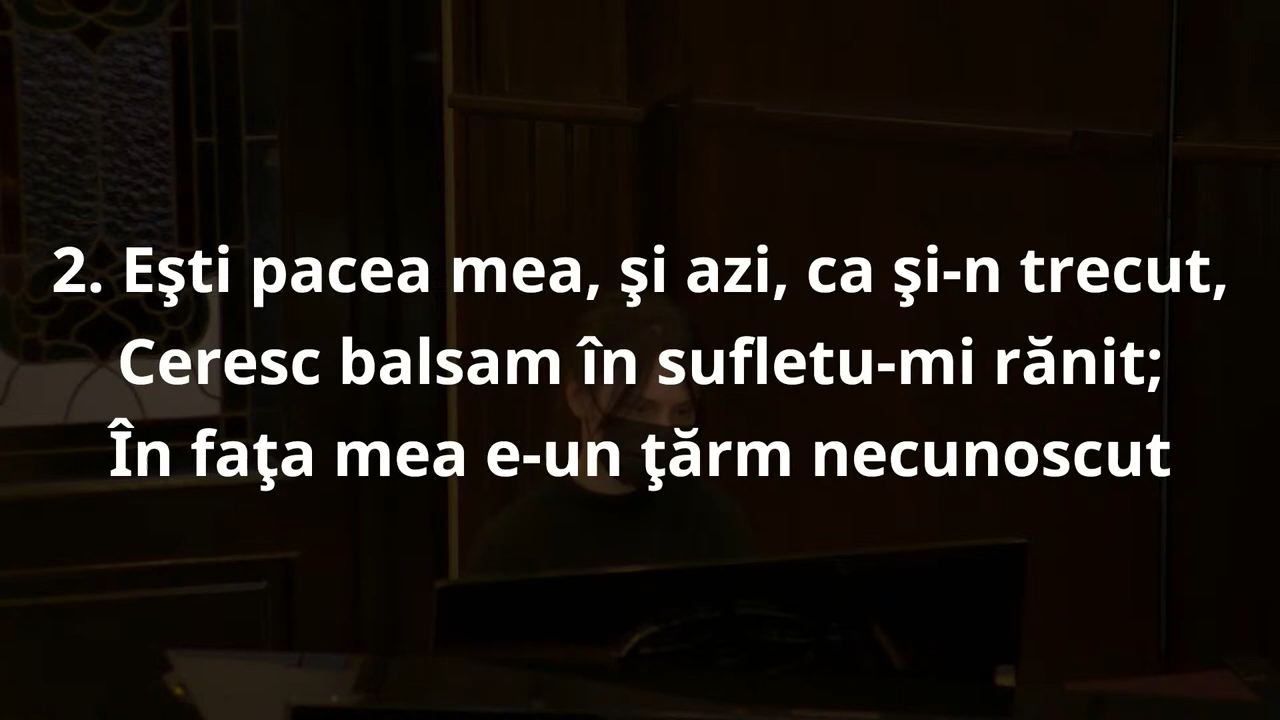 2. Eşti pacea mea, şi azi, ca şi-n trecut,
Ceresc balsam în sufletu-mi rănit;
În faţa mea e-un ţărm necunoscut